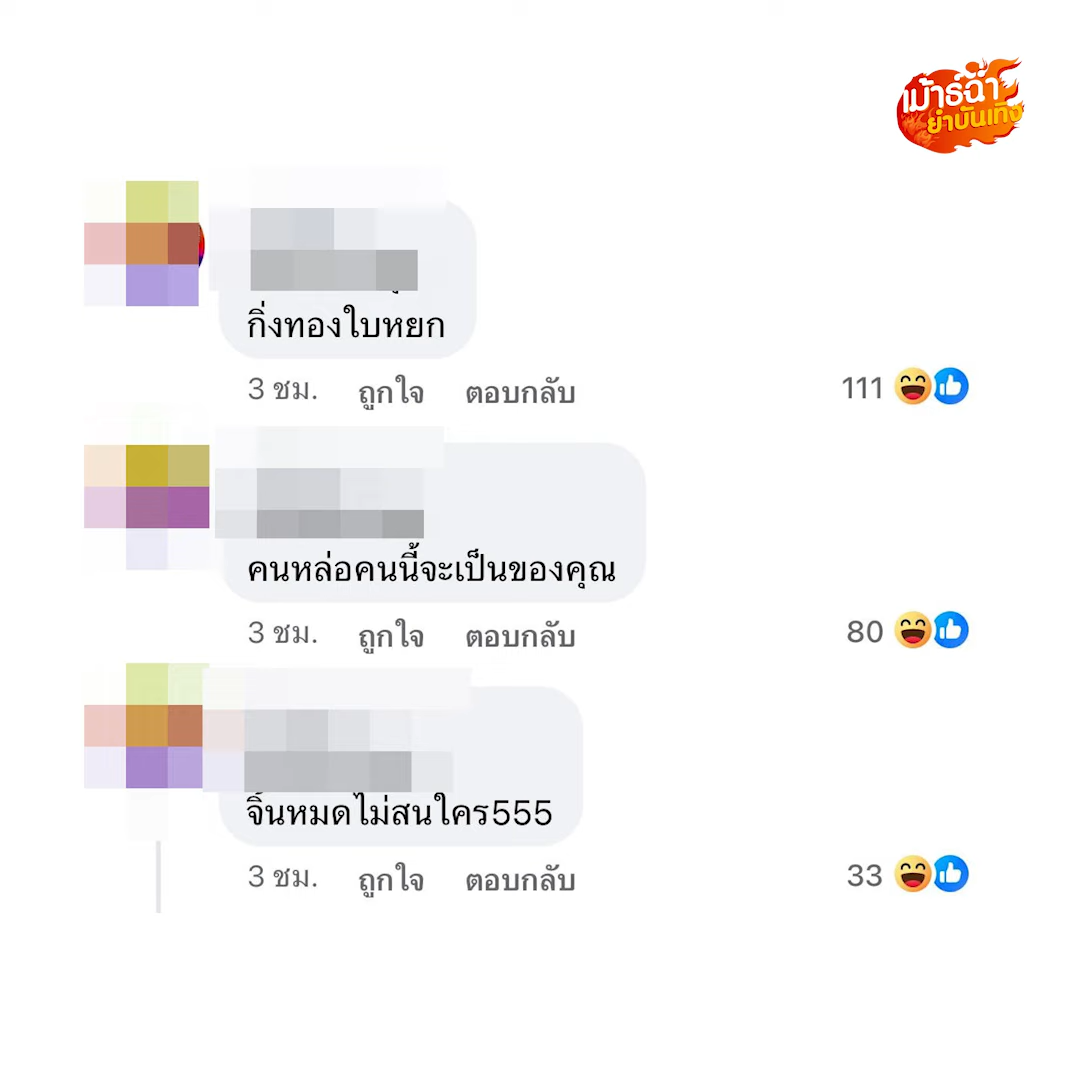 เม้าธ์ฉ่ำ
ยำบันเทิง
กิ่งทองใบหยก
3 ชม. ถูกใจ ตอบกลับ 111
คนหล่อคนนี้จะเป็นของคุณ
3 ชม. ถูกใจ ตอบกลับ 80
จิ้นหมดไม่สนใคร555
3 ชม. ถูกใจ ตอบกลับ 33